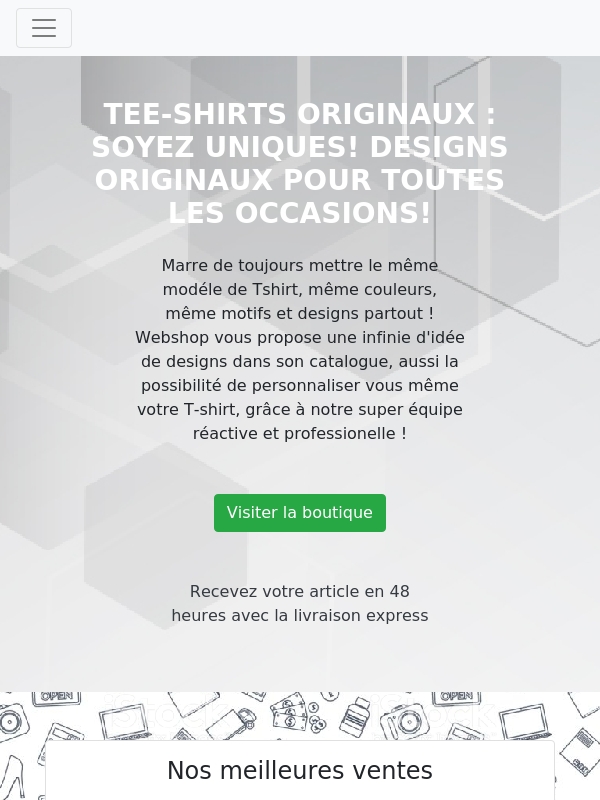 TEE-SHIRTS ORIGINAUX :
SOYEZ UNIQUES! DESIGNS
ORIGINAUX POUR TOUTES
LES OCCASIONS!
Marre de toujours mettre le même
modéle de Tshirt, même couleurs,
même motifs et designs partout !
Webshop vous propose une infinie d'idée
de designs dans son catalogue, aussi la
possibilité de personnaliser vous même
votre T-shirt, grâce à notre super équipe
réactive et professionelle !
Visiter la boutique
Recevez votre article en 48
heures avec la livraison express
OPEN
OPEN
Nos meilleures ventes